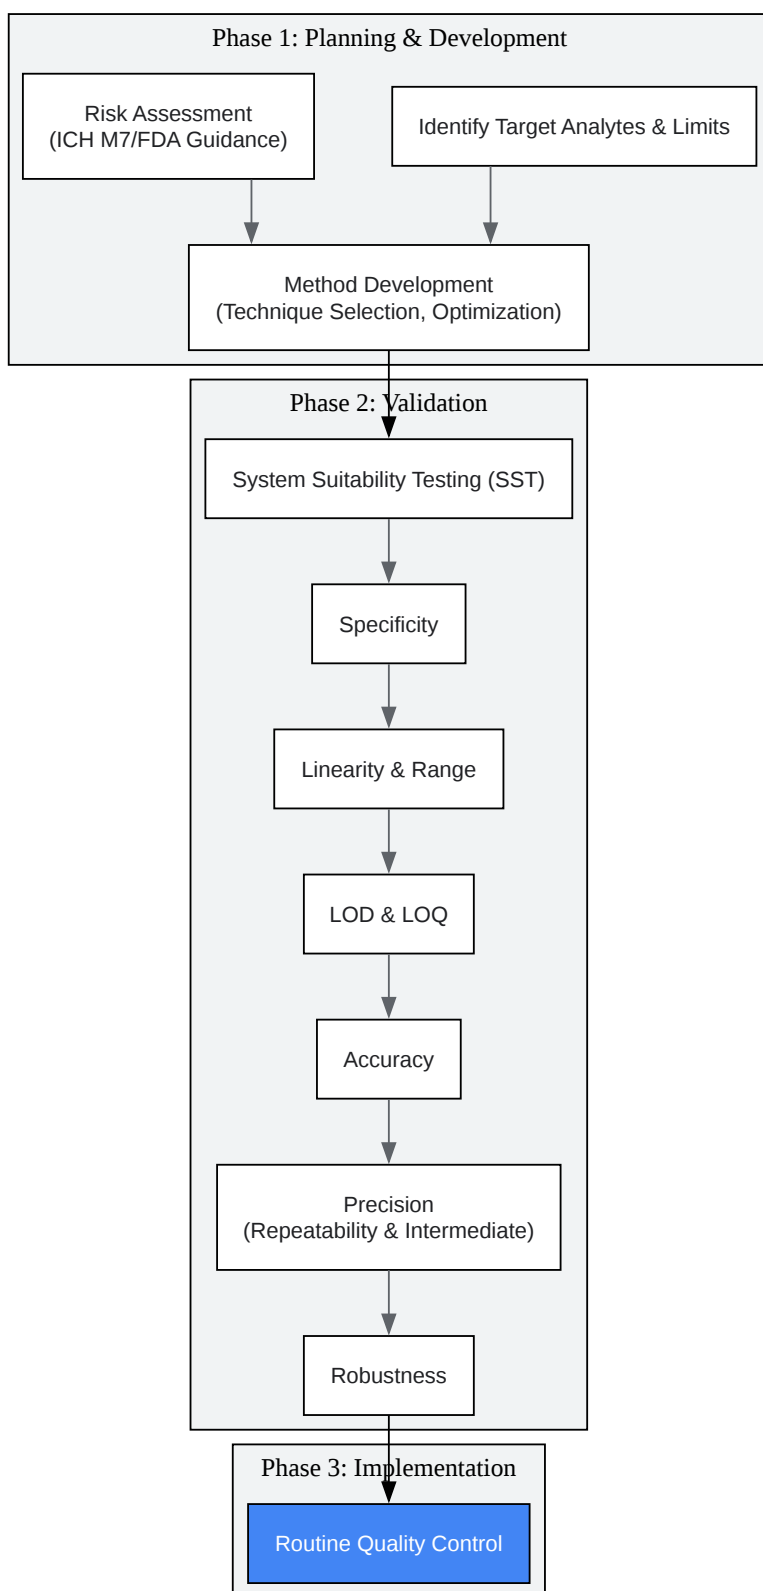 Phase 1: Planning & Development
Risk Assessment
(ICH M7/FDA Guidance)
Identify Target Analytes & Limits
Method Development
(Technique Selection, Optimization)
Phase 2: Validation
System Suitability Testing (SST)
Specificity
Linearity & Range
LOD & LOQ
Accuracy
Precision
(Repeatability & Intermediate)
Robustness
Phase 3: Implementation
Routine Quality Control